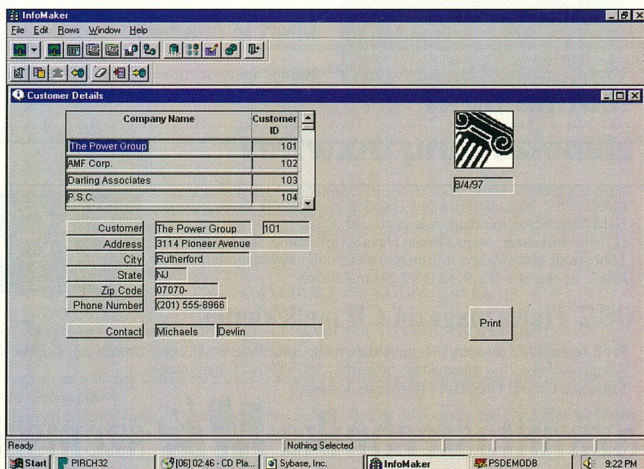 InfoMaker
File Edit Rows Window Help
Customer Details
Company Name Customer ID
The Power Group 101
AMF Corp. 102
Darling Associates 103
P.S.C. 104
8/4/97
Customer The Power Group 101
Address 3114 Pioneer Avenue
City Rutherford
State NJ
Zip Code 07070-
Phone Number (201) 555-8966
Contact Michaels Devlin
Print
Ready Nothing Selected
Start PIRCH32 [06] 02:46 - CD Pla... Sybase, Inc. InfoMaker PSDEMODB 9:22 PM